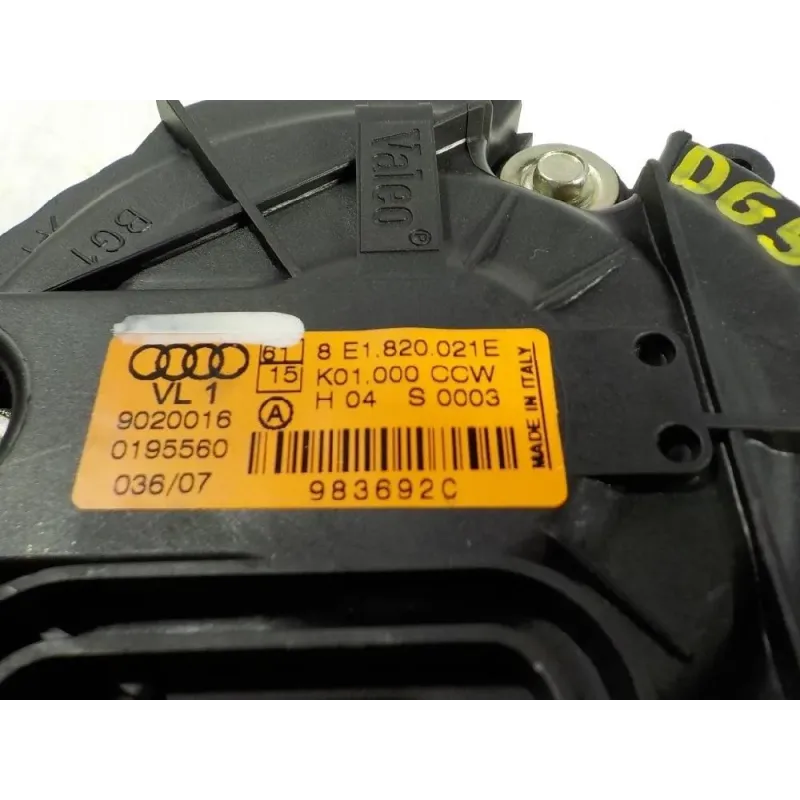 Valeo
P
BG1
DG5
61 8 E1.820.021E
15 K01.000 CCW
VL 1
A H 04 S 0003
9020016
0195560
036/07
983692C
MADE IN ITALY